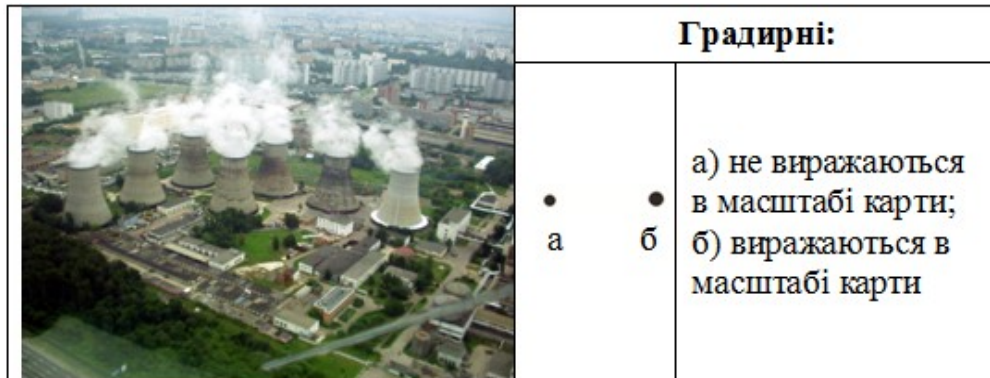 Градирні:
а б
а) не виражаються
в масштабі карти;
б) виражаються в
масштабі карти